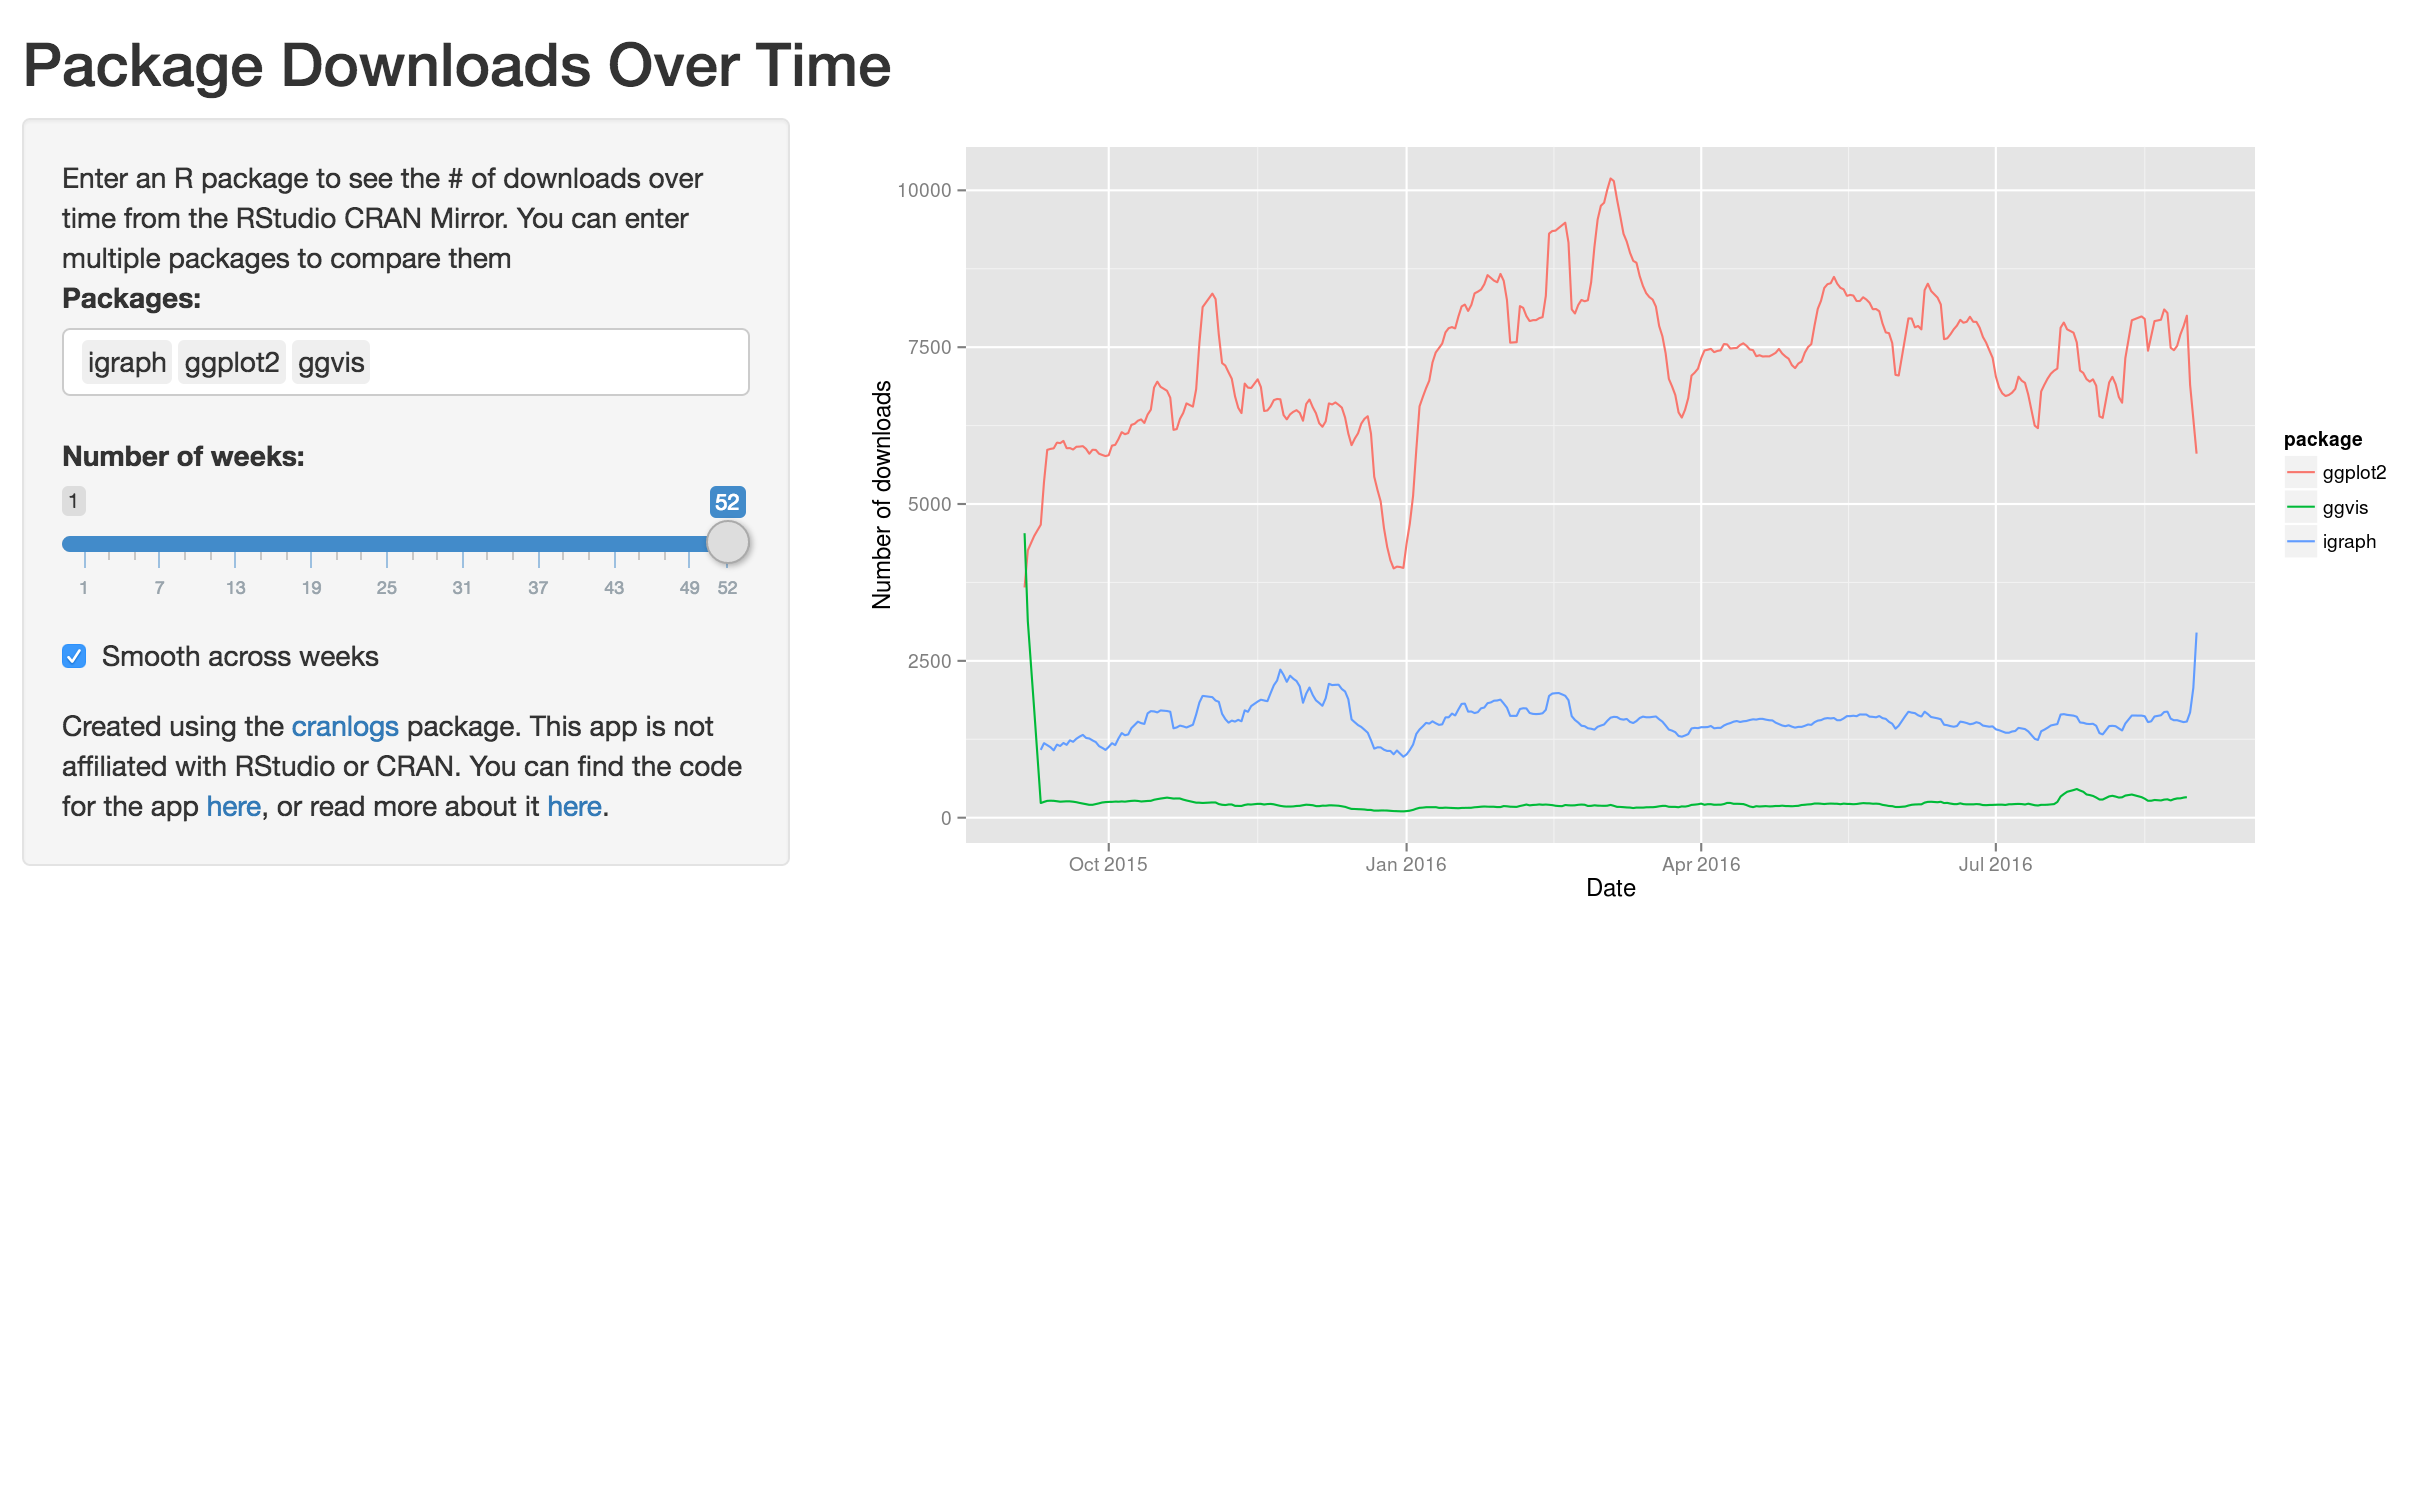 Package Downloads Over Time
Enter an R package to see the # of downloads over
time from the RStudio CRAN Mirror. You can enter
multiple packages to compare them
Packages:
igraph ggplot2 ggvis
Number of weeks:
1 52
1 7 13 19 25 31 37 43 49 52
Smooth across weeks
Created using the cranlogs package. This app is not
affiliated with RStudio or CRAN. You can find the code
for the app here, or read more about it here.
Number of downloads
10000
7500
5000
2500
0
Oct 2015 Jan 2016 Apr 2016 Jul 2016
Date
package
ggplot2
ggvis
igraph